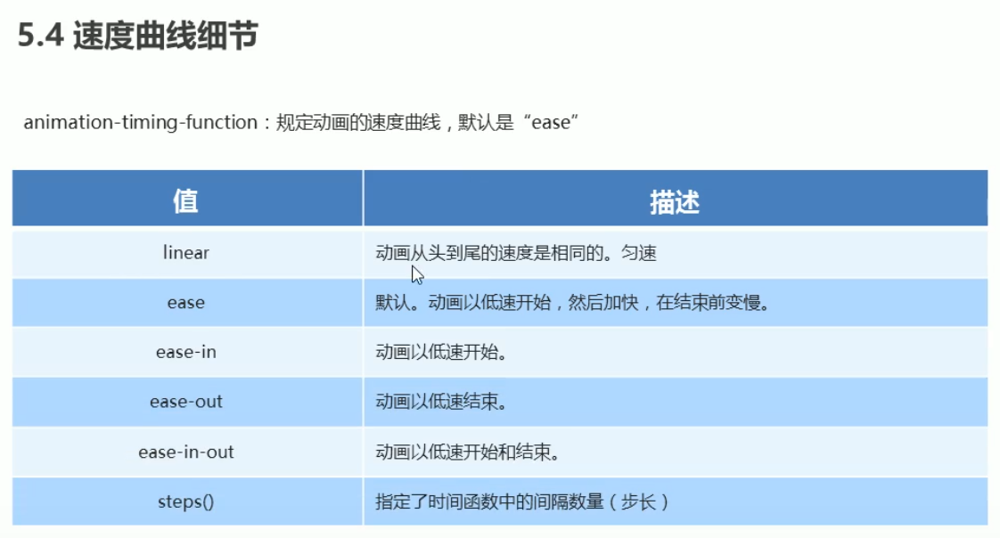 5.4 速度曲线细节
animation-timing-function：规定动画的速度曲线，默认是“ease”
值 描述
linear 动画从头到尾的速度是相同的。匀速
ease 默认。动画以低速开始，然后加快，在结束前变慢。
ease-in 动画以低速开始。
ease-out 动画以低速结束。
ease-in-out 动画以低速开始和结束。
steps() 指定了时间函数中的间隔数量（步长）